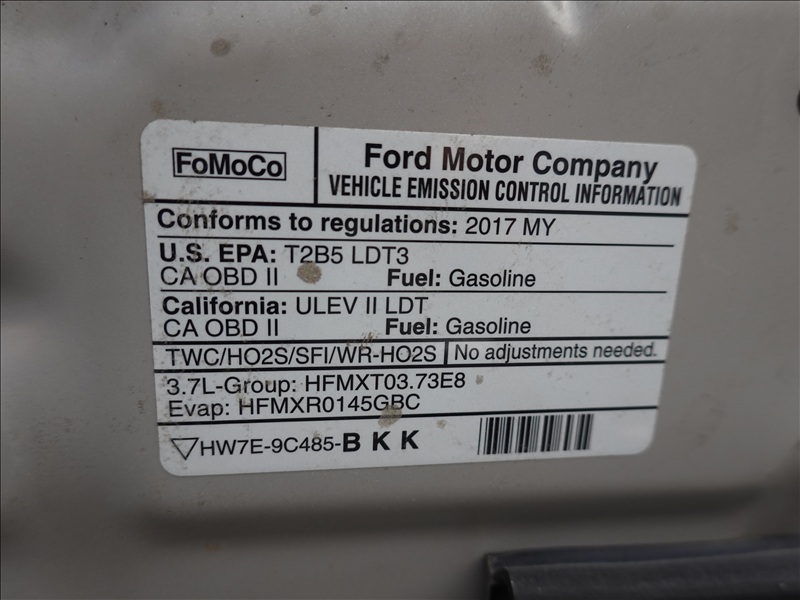 FoMoCo
Ford Motor Company
VEHICLE EMISSION CONTROL INFORMATION
Conforms to regulations: 2017 MY
U.S. EPA: T2B5 LDT3
CA OBD II Fuel: Gasoline
California: ULEV II LDT
CA OBD II Fuel: Gasoline
TWC/HO2S/SFI/WR-HO2S No adjustments needed.
3.7L-Group: HFMXT03.73E8
Evap: HFMXR0145GBC
HW7E-9C485-BKK